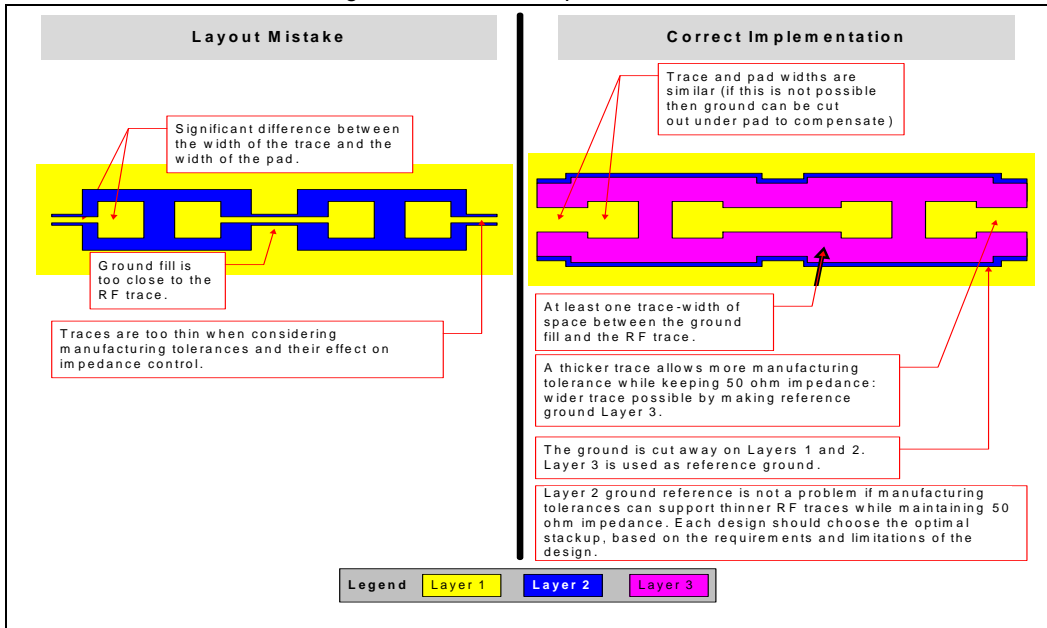 Layout Mistake
Significant difference between
the width of the trace and the
width of the pad.
Ground fill is
too close to the
RF trace.
Traces are too thin when considering
manufacturing tolerances and their effect on
impedance control.
Correct Implementation
Trace and pad widths are
similar (if this is not possible
then ground can be cut
out under pad to compensate)
At least one trace-width of
space between the ground
fill and the RF trace.
A thicker trace allows more manufacturing
tolerance while keeping 50 ohm impedance:
wider trace possible by making reference
ground Layer 3.
The ground is cut away on Layers 1 and 2.
Layer 3 is used as reference ground.
Layer 2 ground reference is not a problem if manufacturing
tolerances can support thinner RF traces while maintaining 50
ohm impedance. Each design should choose the optimal
stackup, based on the requirements and limitations of the
design.
Legend Layer 1 Layer 2 Layer 3